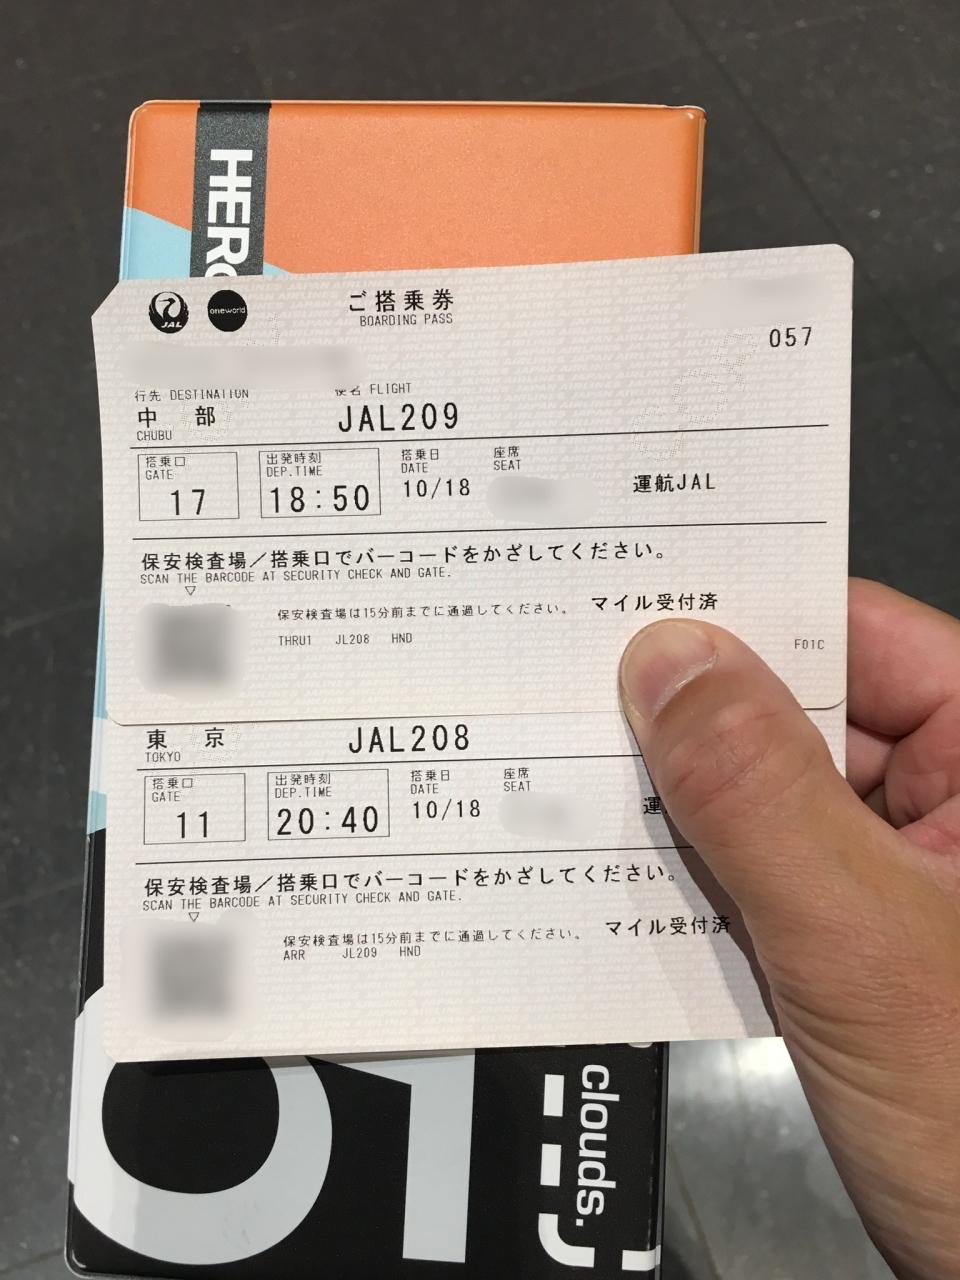 HERO
JAL
oneworld
ご搭乗券
BOARDING PASS
057
行先 DESTINATION
便名 FLIGHT
中部
CHUBU
JAL209
搭乗口
GATE
17
出発時刻
DEP.TIME
18:50
搭乗日
DATE
10/18
座席
SEAT
運航JAL
保安検査場/搭乗口でバーコードをかざしてください。
SCAN THE BARCODE AT SECURITY CHECK AND GATE.
保安検査場は15分前までに通過してください。
マイル受付済
THRU1 JL208 HND
F01C
東京
TOKYO
JAL208
搭乗口
GATE
11
出発時刻
DEP.TIME
20:40
搭乗日
DATE
10/18
座席
SEAT
運
保安検査場/搭乗口でバーコードをかざしてください。
SCAN THE BARCODE AT SECURITY CHECK AND GATE.
保安検査場は15分前までに通過してください。
マイル受付済
ARR JL209 HND
clouds.